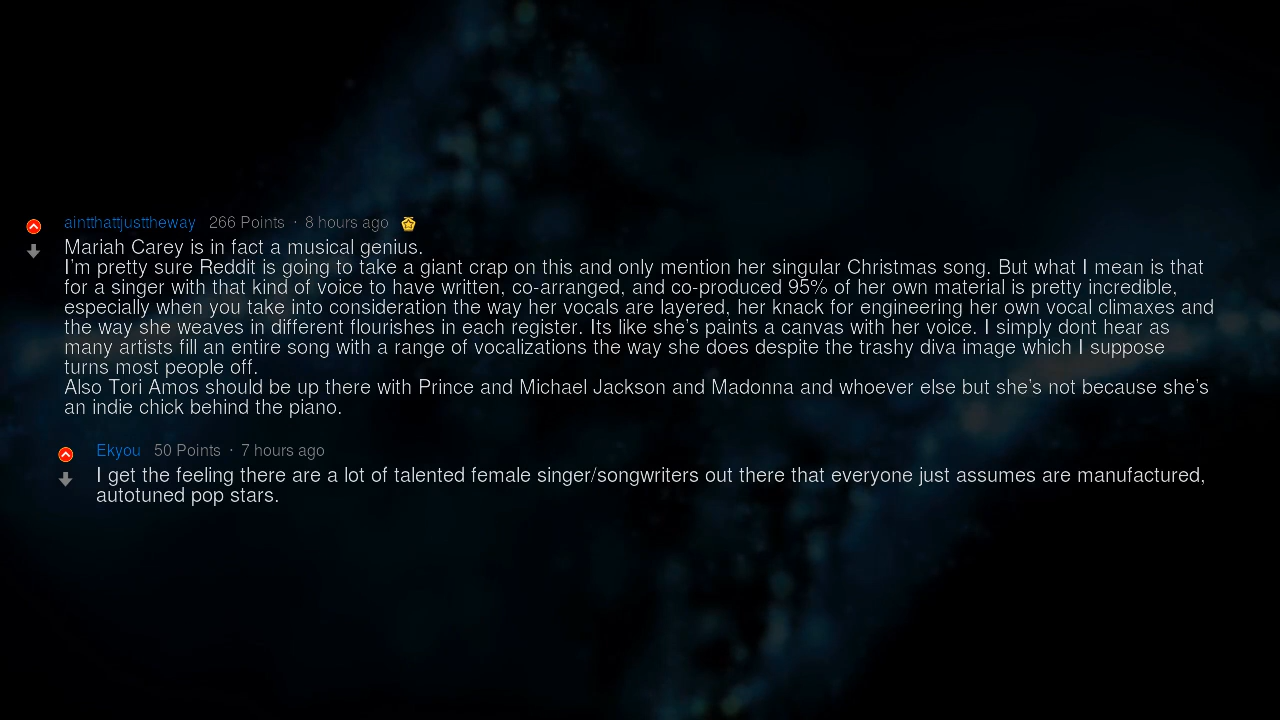 aintthattjusttheway 266 Points · 8 hours ago
Mariah Carey is in fact a musical genius.
I'm pretty sure Reddit is going to take a giant crap on this and only mention her singular Christmas song. But what I mean is that
for a singer with that kind of voice to have written, co-arranged, and co-produced 95% of her own material is pretty incredible,
especially when you take into consideration the way her vocals are layered, her knack for engineering her own vocal climaxes and
the way she weaves in different flourishes in each register. Its like she's paints a canvas with her voice. I simply dont hear as
many artists fill an entire song with a range of vocalizations the way she does despite the trashy diva image which I suppose
turns most people off.
Also Tori Amos should be up there with Prince and Michael Jackson and Madonna and whoever else but she's not because she's
an indie chick behind the piano.
Ekyou 50 Points · 7 hours ago
I get the feeling there are a lot of talented female singer/songwriters out there that everyone just assumes are manufactured,
autotuned pop stars.